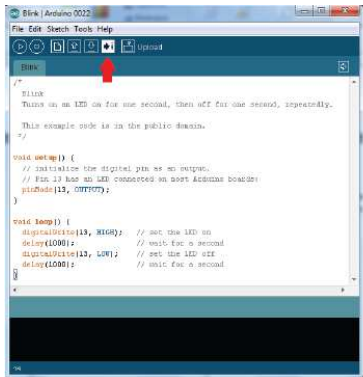 Blink | Arduino 0022
File Edit Sketch Tools Help
Upload
Blink
/*
Blink
Turns on an LED on for one second, then off for one second, repeatedly.
This example code is in the public domain.
*/
void setup() {
// initialize the digital pin as an output.
// Pin 13 has an LED connected on most Arduino boards:
pinMode(13, OUTPUT);
}
void loop() {
digitalWrite(13, HIGH); // set the LED on
delay(1000); // wait for a second
digitalWrite(13, LOW); // set the LED off
delay(1000); // wait for a second
}